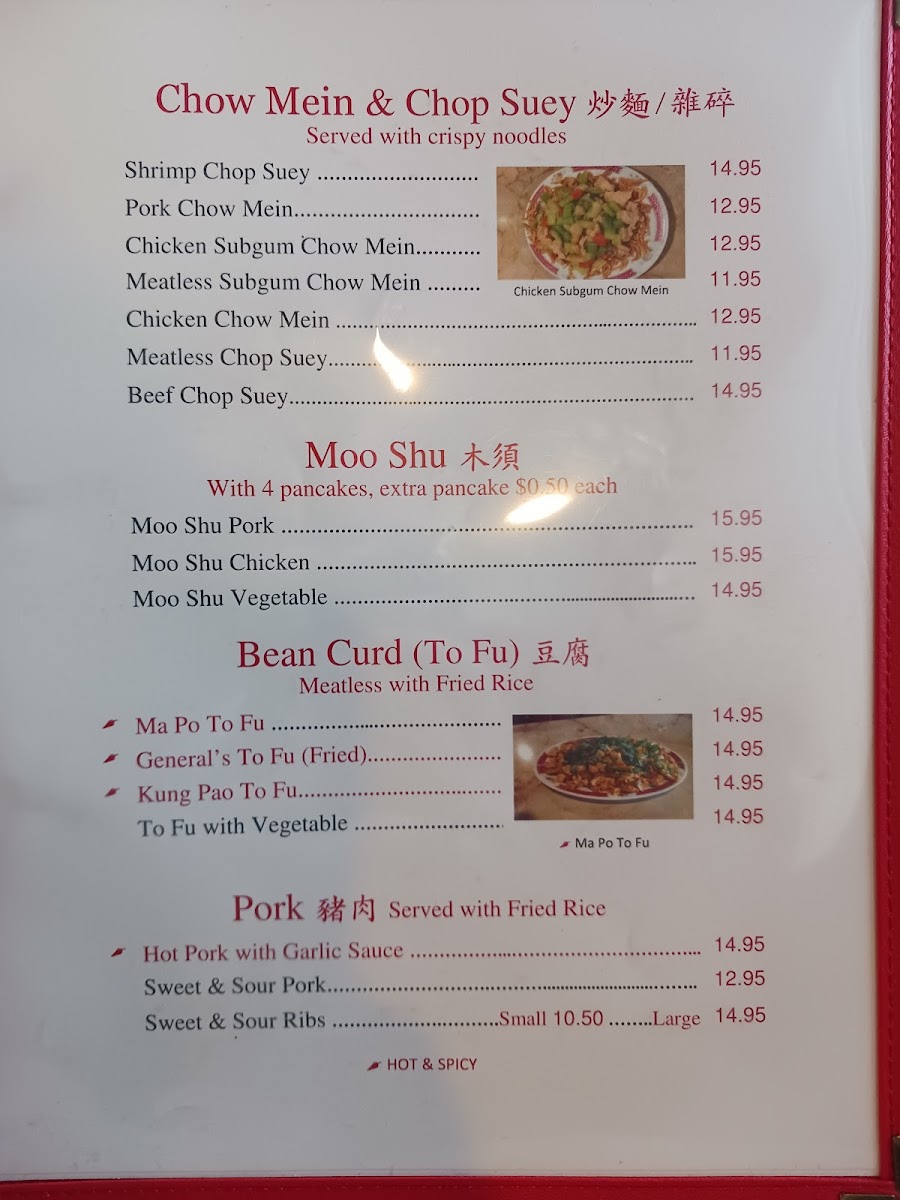 Chow Mein & Chop Suey 炒麵/雜碎
Served with crispy noodles
Shrimp Chop Suey .................................. 14.95
Pork Chow Mein.................................. 12.95
Chicken Subgum Chow Mein........... 12.95
Meatless Subgum Chow Mein ......... 11.95
Chicken Subgum Chow Mein
Chicken Chow Mein .................................. 12.95
Meatless Chop Suey.................................. 11.95
Beef Chop Suey.................................. 14.95
Moo Shu 木須
With 4 pancakes, extra pancake $0.50 each
Moo Shu Pork .................................. 15.95
Moo Shu Chicken .................................. 15.95
Moo Shu Vegetable .................................. 14.95
Bean Curd (To Fu) 豆腐
Meatless with Fried Rice
Ma Po To Fu .................................. 14.95
General's To Fu (Fried)........................ 14.95
Kung Pao To Fu.................................. 14.95
To Fu with Vegetable .......................... 14.95
Ma Po To Fu
Pork 豬肉 Served with Fried Rice
Hot Pork with Garlic Sauce .................................. 14.95
Sweet & Sour Pork.................................. 12.95
Sweet & Sour Ribs ............................Small 10.50 ........Large 14.95
HOT & SPICY